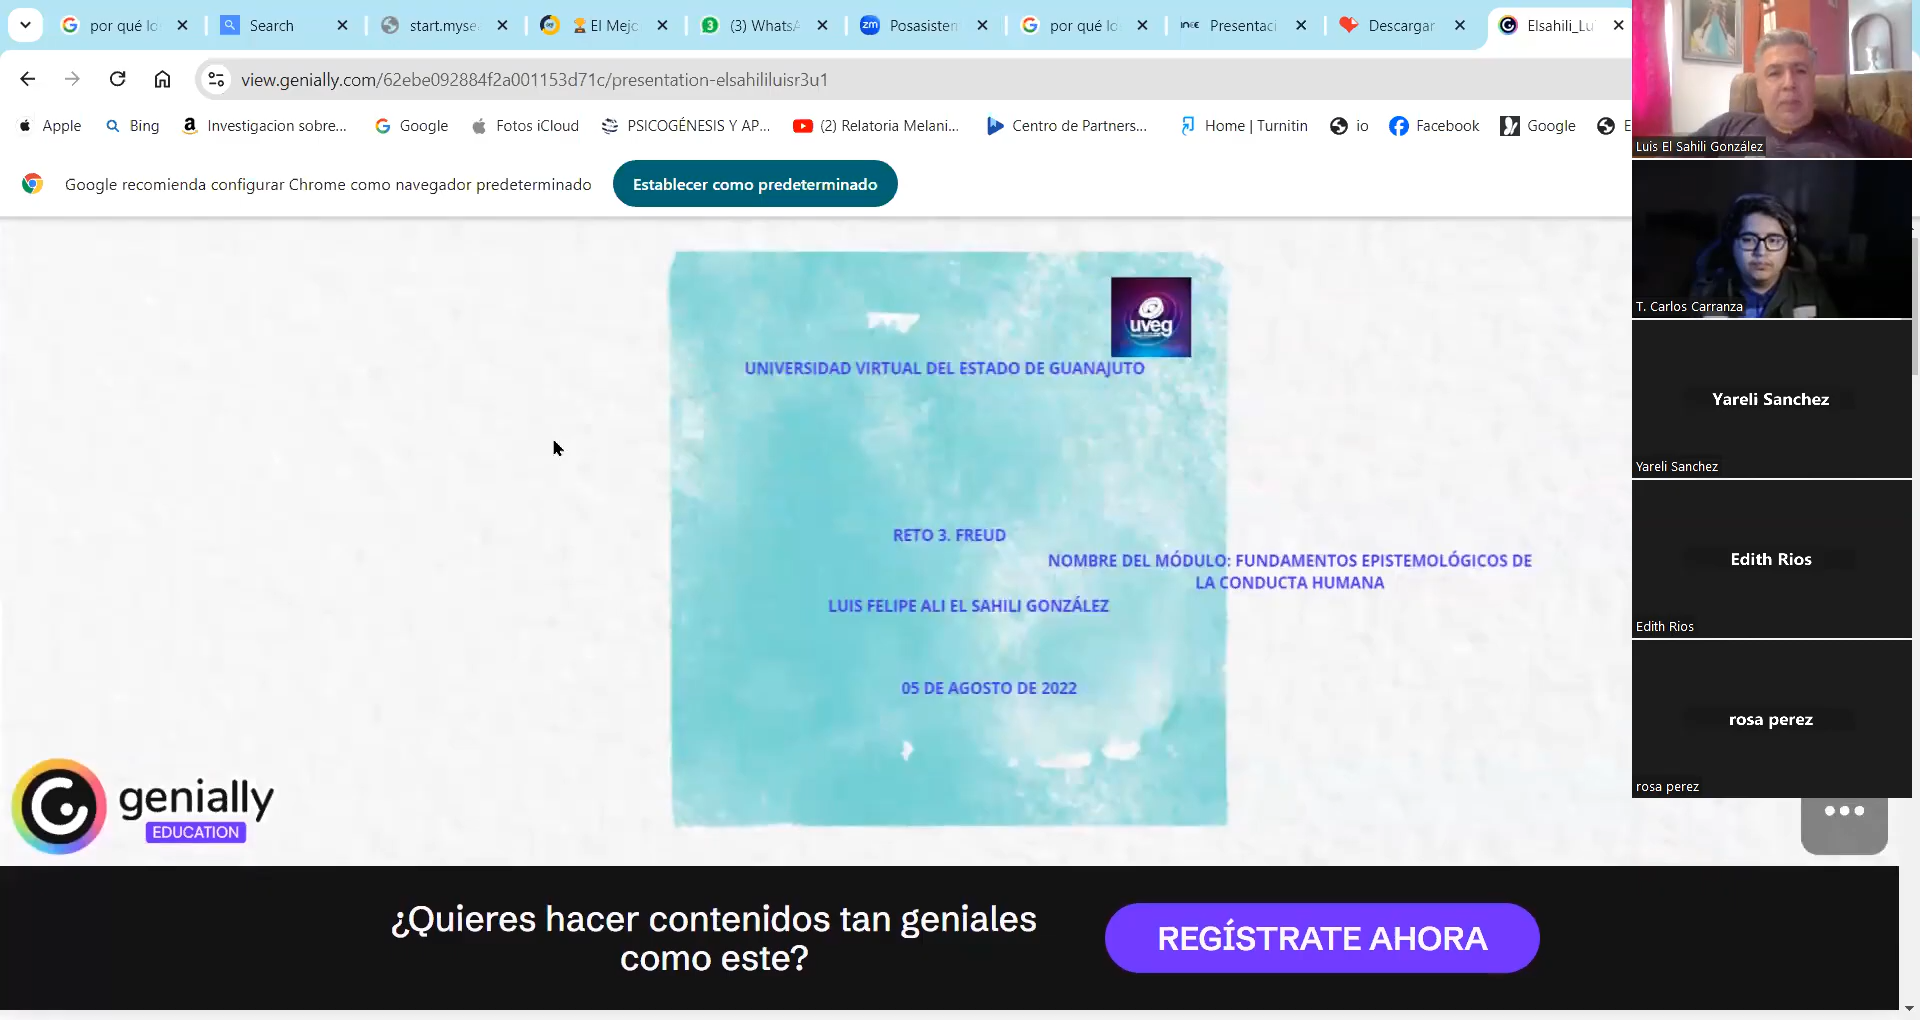 por qué lo
Search
start.myse
El Mejo
(3) WhatsA
Posasisten
por qué lo
Presentaci
Descargar
Elsahili_Lu
view.genially.com/62ebe092884f2a001153d71c/presentation-elsahililuisr3u1
Apple
Bing
Investigacion sobre...
Google
Fotos iCloud
PSICOGÉNESIS Y AP...
(2) Relatoria Melani...
Centro de Partners...
Home | Turnitin
io
Facebook
Google
E
Google recomienda configurar Chrome como navegador predeterminado
Establecer como predeterminado
uveg
UNIVERSIDAD VIRTUAL DEL ESTADO DE GUANAJUTO
RETO 3. FREUD
NOMBRE DEL MÓDULO: FUNDAMENTOS EPISTEMOLÓGICOS DE
LA CONDUCTA HUMANA
LUIS FELIPE ALI EL SAHILI GONZÁLEZ
05 DE AGOSTO DE 2022
genially
EDUCATION
¿Quieres hacer contenidos tan geniales
como este?
REGÍSTRATE AHORA
Luis El Sahili González
T. Carlos Carranza
Yareli Sanchez
Yareli Sanchez
Edith Rios
Edith Rios
rosa perez
rosa perez